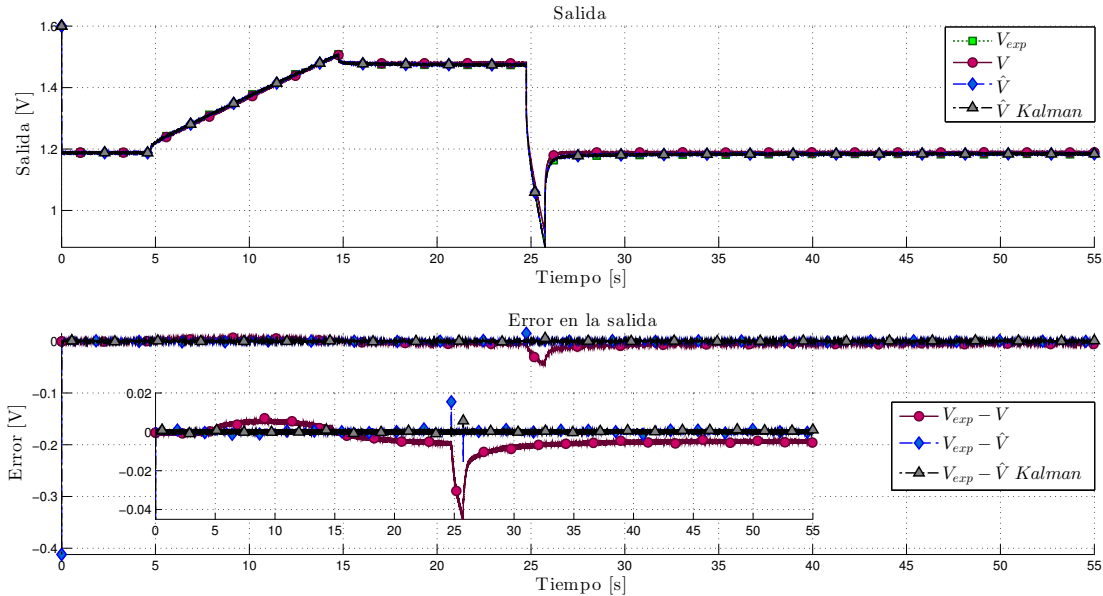 Salida
Salida [V]
1.6
1.4
1.2
1
0 5 10 15 20 25 30 35 40 45 50 55
Tiempo [s]
V_exp
V
V̂
V̂ Kalman
Error en la salida
Error [V]
0
−0.1
−0.2
−0.3
−0.4
0.02
0
−0.02
−0.04
0 5 10 15 20 25 30 35 40 45 50 55
V_exp − V
V_exp − V̂
V_exp − V̂ Kalman
0 5 10 15 20 25 30 35 40 45 50 55
Tiempo [s]